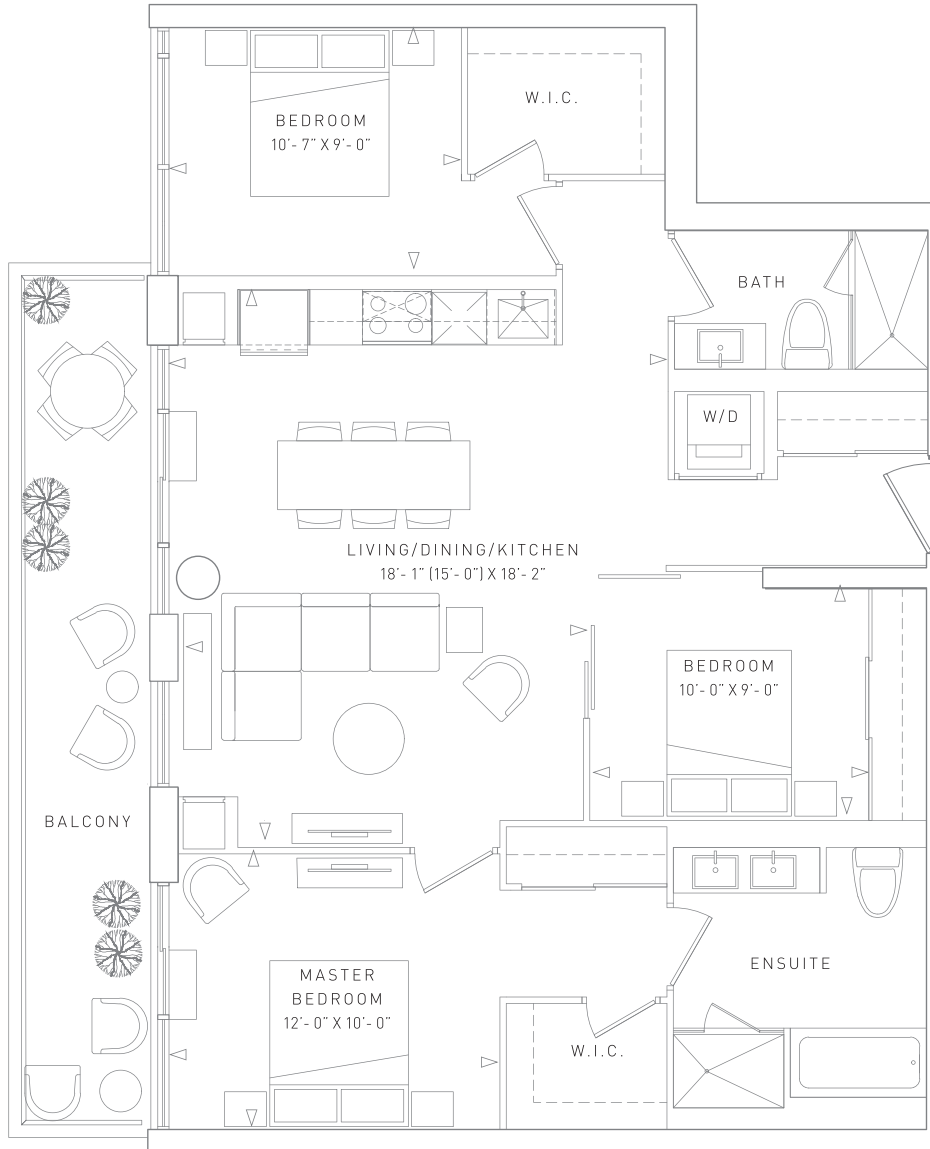 W.I.C.
BEDROOM
10'- 7" X 9'- 0"
BATH
W/D
LIVING/DINING/KITCHEN
18'- 1" (15'- 0") X 18'- 2"
BEDROOM
10'- 0" X 9'- 0"
BALCONY
ENSUITE
MASTER
BEDROOM
12'- 0" X 10'- 0"
W.I.C.